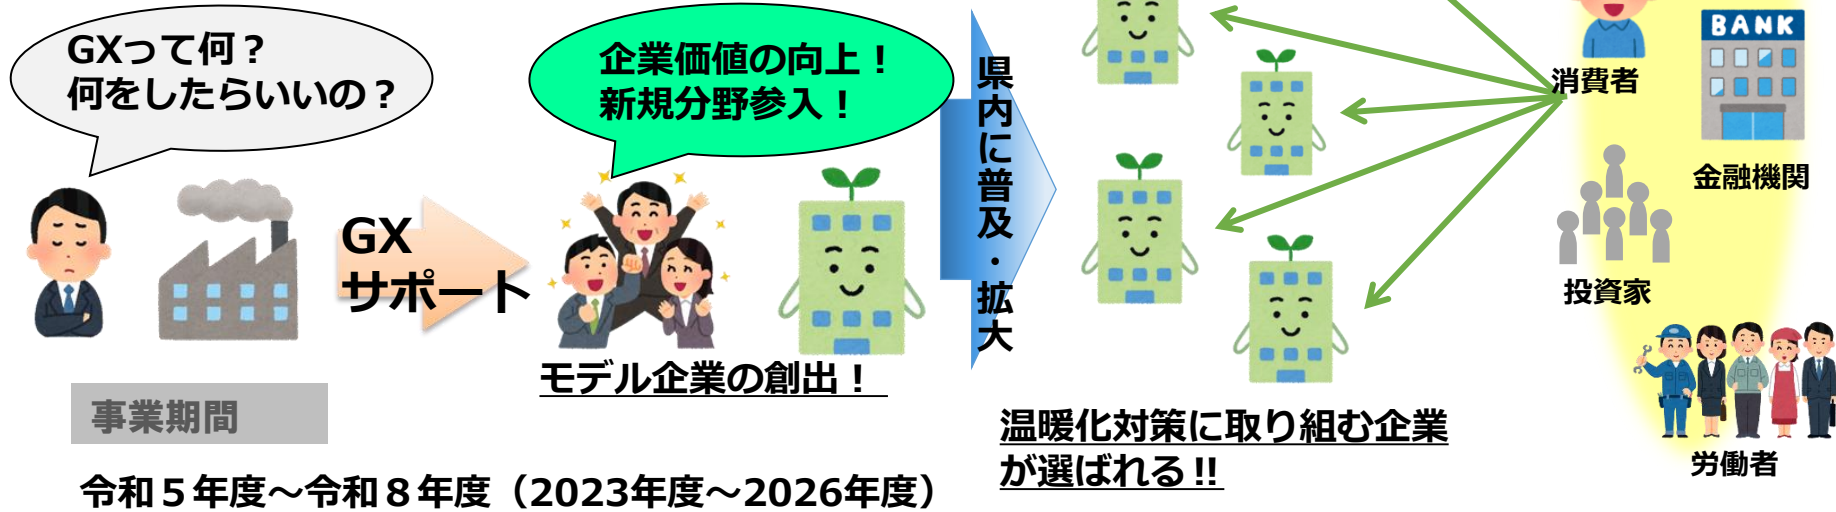 GXって何？
何をしたらいいの？
企業価値の向上！
新規分野参入！
GX
サポート
モデル企業の創出！
県内に普及・拡大
BANK
消費者
金融機関
投資家
労働者
温暖化対策に取り組む企業
が選ばれる‼
事業期間
令和５年度～令和８年度（2023年度～2026年度）